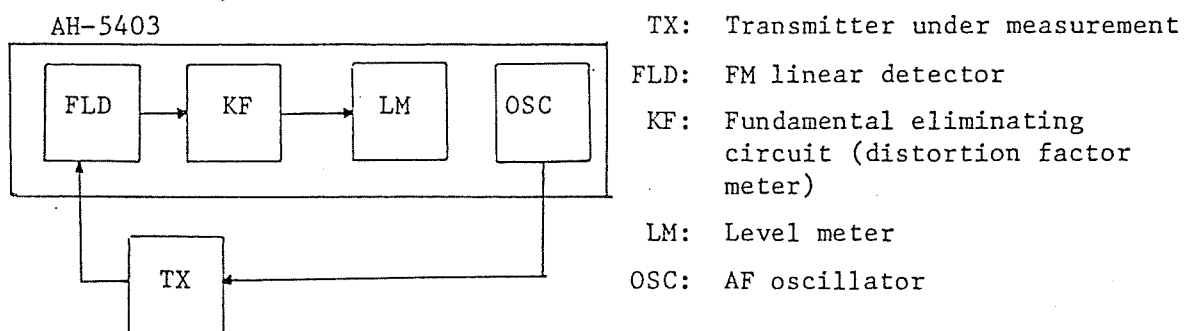 AH-5403
FLD
KF
LM
OSC
TX
TX: Transmitter under measurement
FLD: FM linear detector
KF: Fundamental eliminating
circuit (distortion factor
meter)
LM: Level meter
OSC: AF oscillator